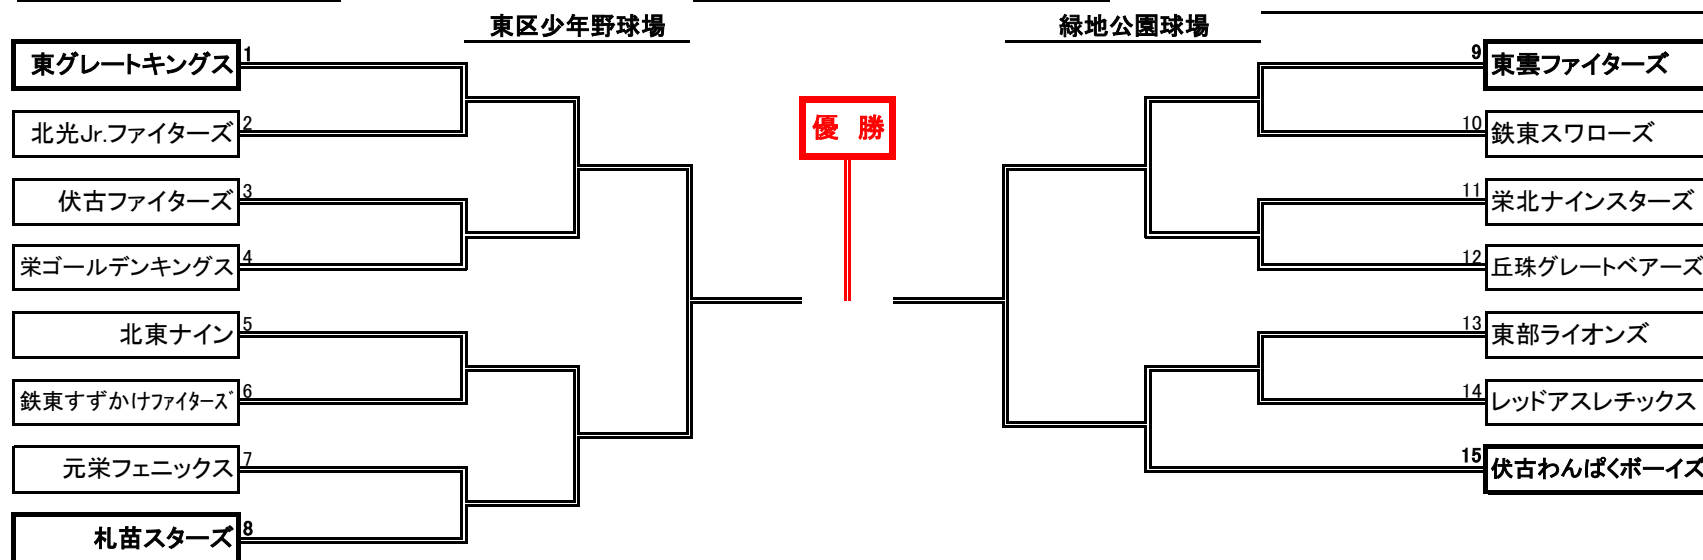 東区少年野球場
緑地公園球場
東グレートキングス 1
北光Jr.ファイターズ 2
伏古ファイターズ 3
栄ゴールデンキングス 4
北東ナイン 5
鉄東すずかけファイターズ 6
元栄フェニックス 7
札苗スターズ 8
優 勝
9 東雲ファイターズ
10 鉄東スワローズ
11 栄北ナインスターズ
12 丘珠グレートベアーズ
13 東部ライオンズ
14 レッドアスレチックス
15 伏古わんぱくボーイズ